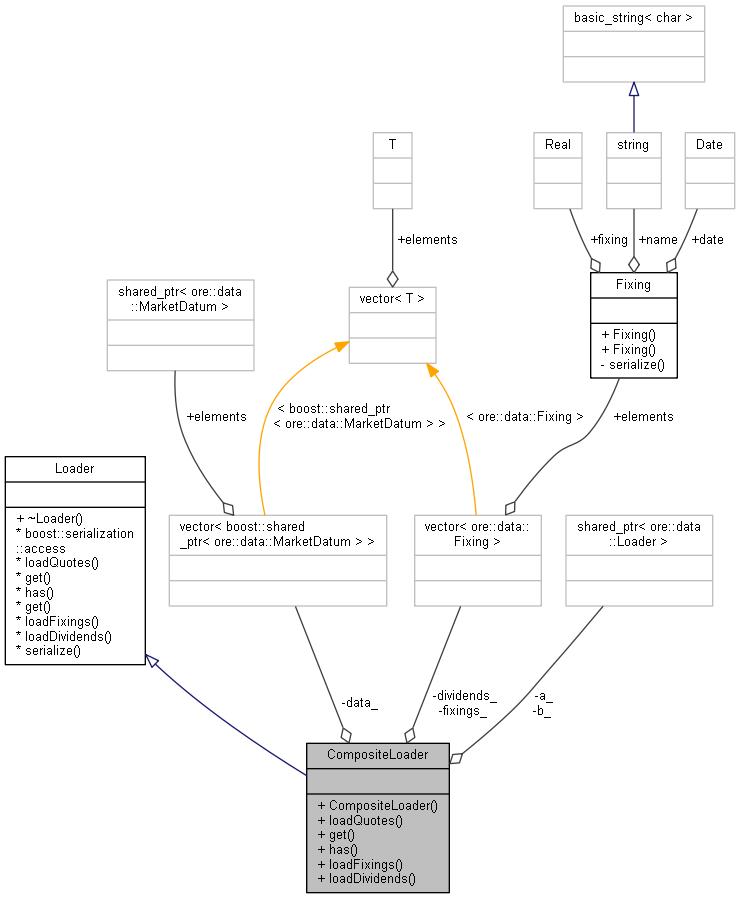 basic_string< char >
T
Real
string
Date
+elements
+fixing
+name
+date
shared_ptr< ore::data
::MarketDatum >
vector< T >
Fixing
+ Fixing()
+ Fixing()
- serialize()
+elements
< boost::shared_ptr
< ore::data::MarketDatum > >
< ore::data::Fixing >
+elements
Loader
+ ~Loader()
* boost::serialization
::access
* loadQuotes()
* get()
* has()
* get()
* loadFixings()
* loadDividends()
* serialize()
vector< boost::shared
_ptr< ore::data::MarketDatum > >
vector< ore::data::
Fixing >
shared_ptr< ore::data
::Loader >
-data_
-dividends_
-fixings_
-a_
-b_
CompositeLoader
+ CompositeLoader()
+ loadQuotes()
+ get()
+ has()
+ loadFixings()
+ loadDividends()